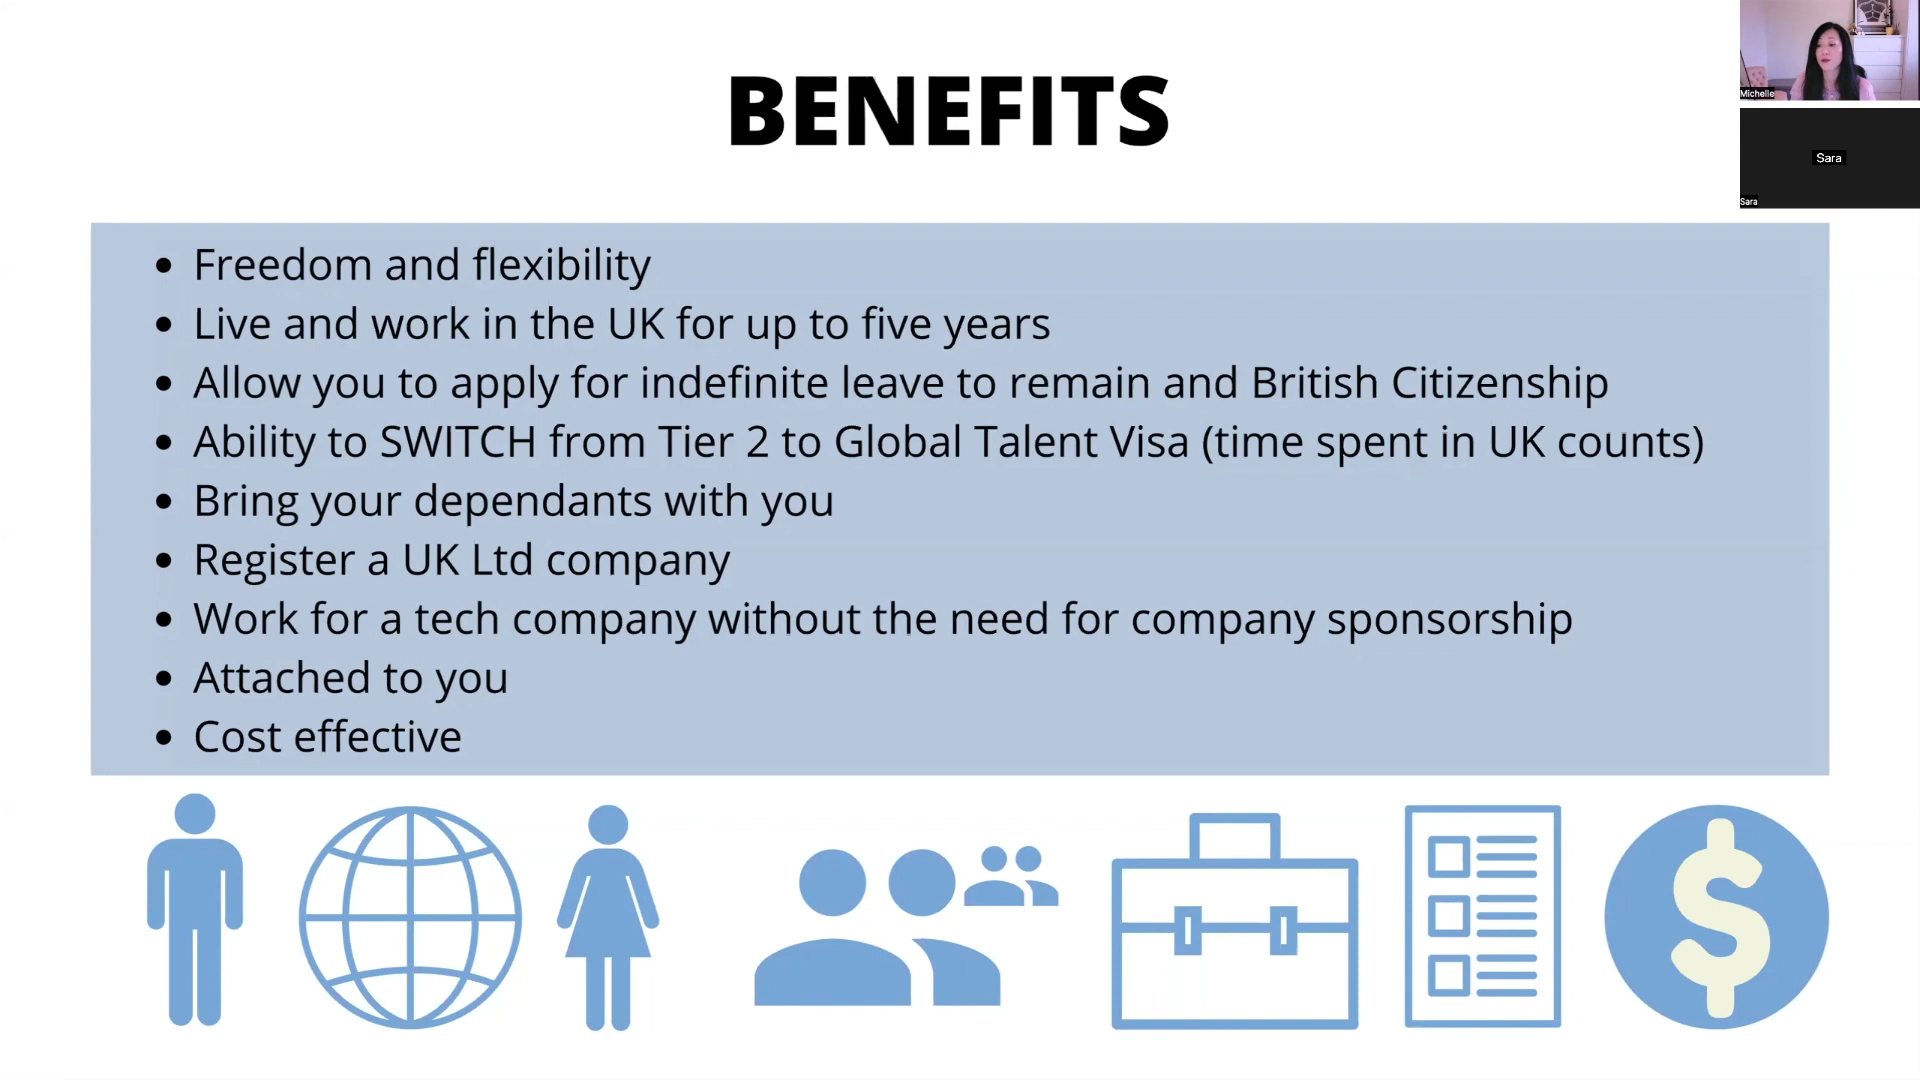 BENEFITS
Michelle
Sara
Sara
• Freedom and flexibility
• Live and work in the UK for up to five years
• Allow you to apply for indefinite leave to remain and British Citizenship
• Ability to SWITCH from Tier 2 to Global Talent Visa (time spent in UK counts)
• Bring your dependants with you
• Register a UK Ltd company
• Work for a tech company without the need for company sponsorship
• Attached to you
• Cost effective
$